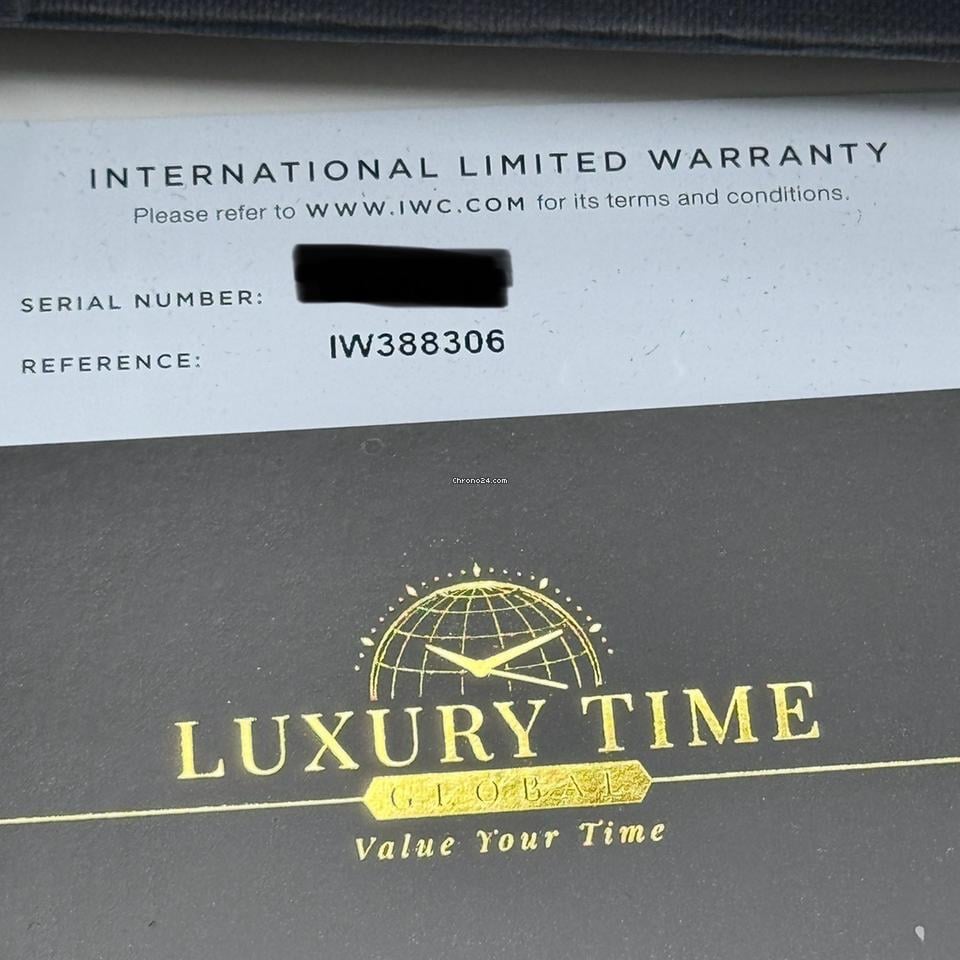 INTERNATIONAL LIMITED WARRANTY
Please refer to WWW.IWC.COM for its terms and conditions.
SERIAL NUMBER:
REFERENCE: IW388306
Chrono24.com
LUXURY TIME
GLOBAL
Value Your Time